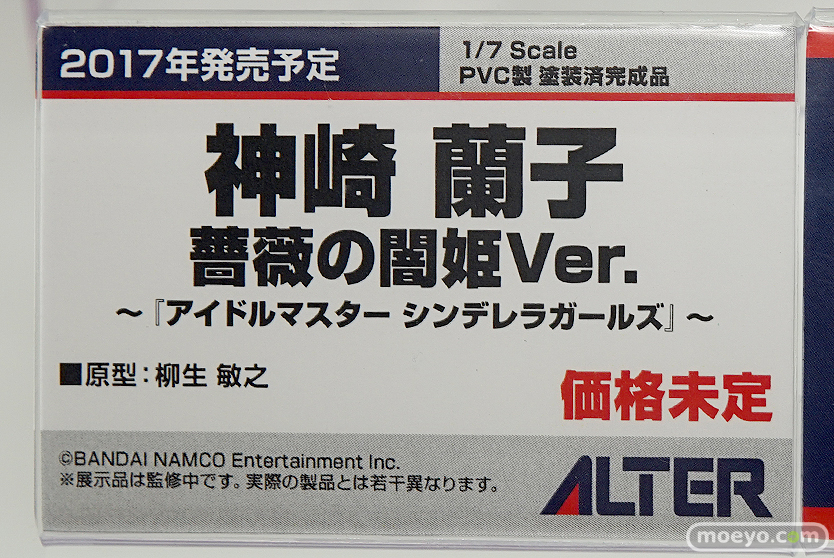 2017年発売予定
1/7 Scale
PVC製 塗装済完成品
神崎 蘭子
薔薇の闇姫Ver.
～『アイドルマスター シンデレラガールズ』～
■原型：柳生 敏之
価格未定
©BANDAI NAMCO Entertainment Inc.
※展示品は監修中です。実際の製品とは若干異なります。
ALTER
moeyo.com